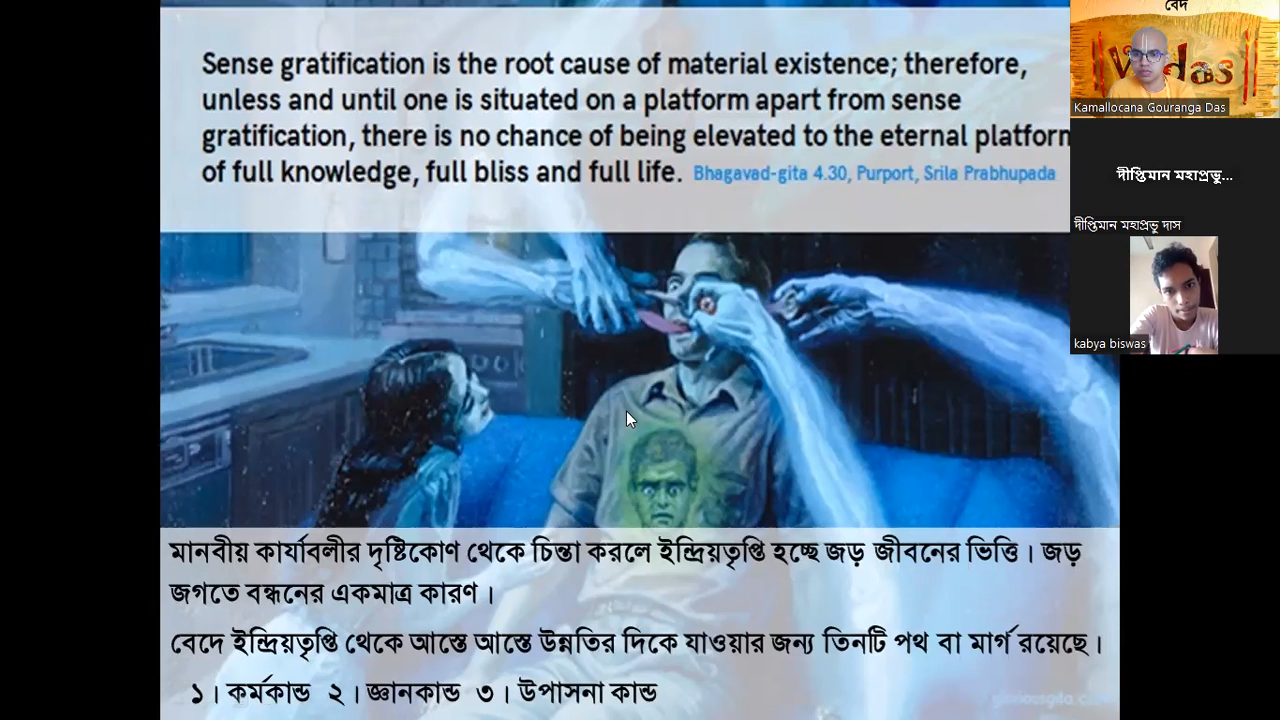 Sense gratification is the root cause of material existence; therefore,
unless and until one is situated on a platform apart from sense
gratification, there is no chance of being elevated to the eternal platform
of full knowledge, full bliss and full life. Bhagavad-gita 4.30, Purport, Srila Prabhupada
মানবীয় কার্যাবলীর দৃষ্টিকোণ থেকে চিন্তা করলে ইন্দ্রিয়তৃপ্তি হচ্ছে জড় জীবনের ভিত্তি। জড়
জগতে বন্ধনের একমাত্র কারণ।
বেদে ইন্দ্রিয়তৃপ্তি থেকে আস্তে আস্তে উন্নতির দিকে যাওয়ার জন্য তিনটি পথ বা মার্গ রয়েছে।
১। কর্মকান্ড ২। জ্ঞানকান্ড ৩। উপাসনা কান্ড
বেদ
Vedas
Kamallocana Gouranga Das
দীপ্তিমান মহাপ্রভু...
দীপ্তিমান মহাপ্রভু দাস
kabya biswas